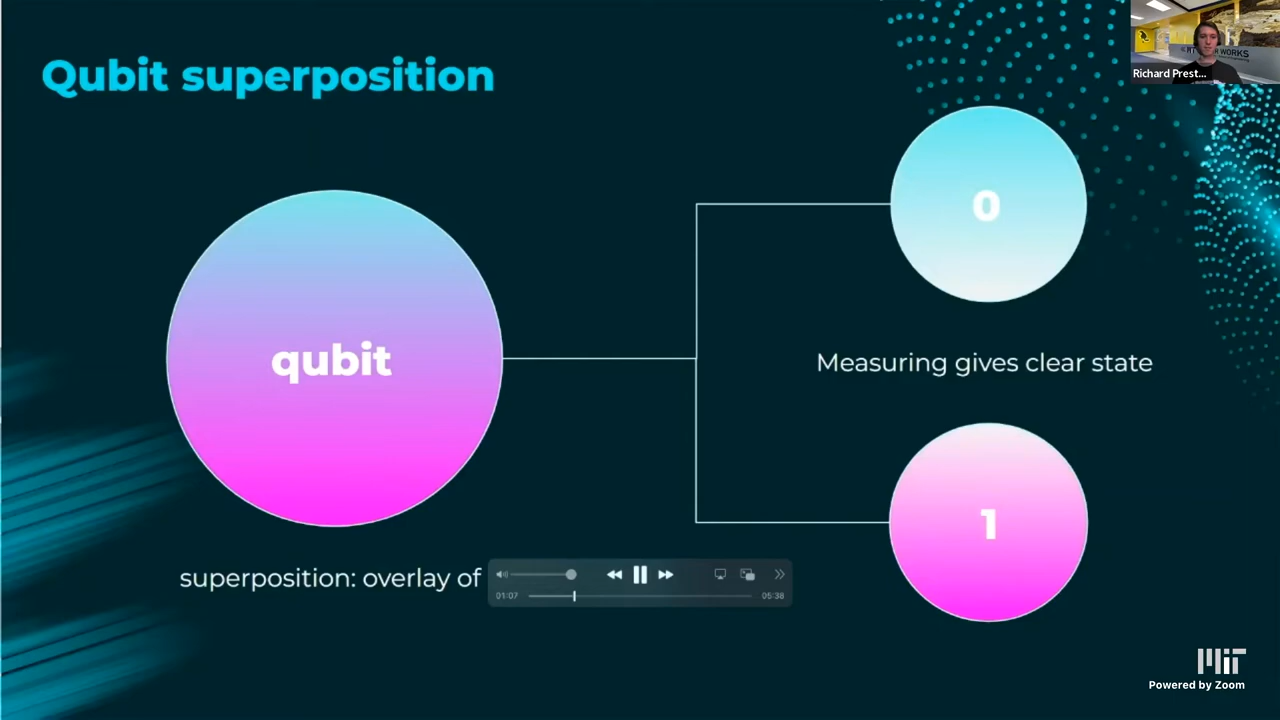 Qubit superposition
Richard Prest...
0
qubit
Measuring gives clear state
1
superposition: overlay of
01:07
05:38
MIT
Powered by Zoom